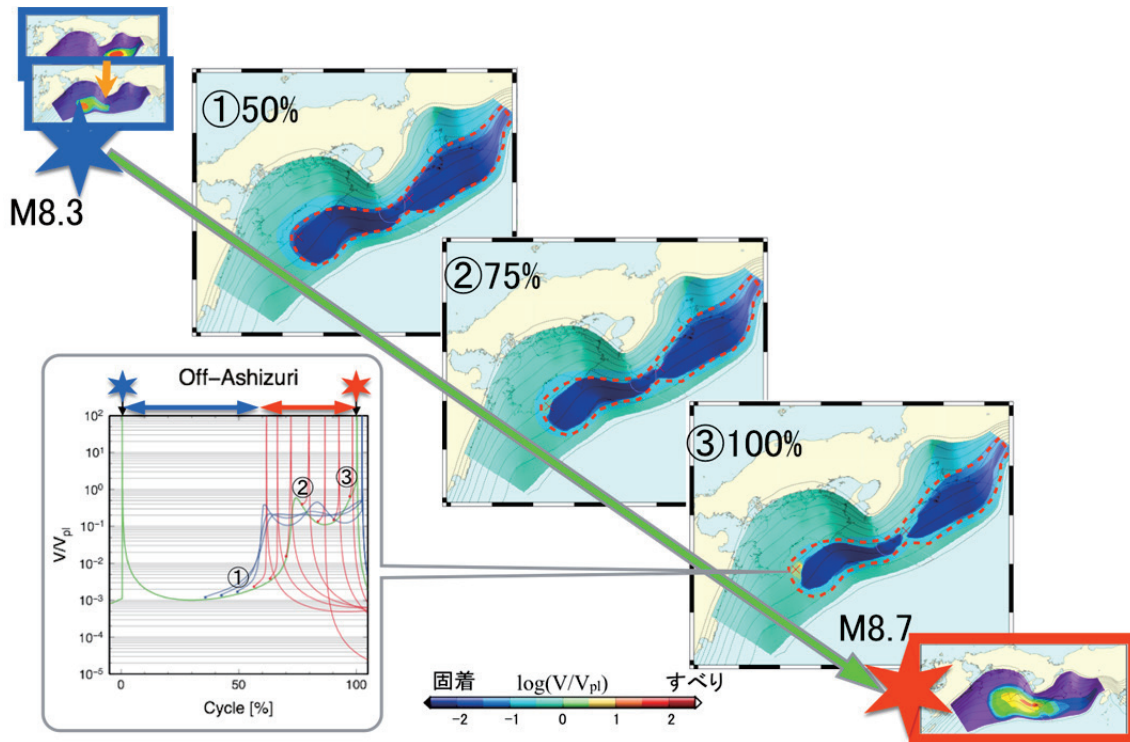 ①50%
M8.3
②75%
③100%
M8.7
Off-Ashizuri
10²
10¹
10⁰
10⁻¹
10⁻²
10⁻³
10⁻⁴
10⁻⁵
V/Vpl
①
②
③
0
50
100
Cycle [%]
固着
log(V/Vpl)
すべり
-2
-1
0
1
2